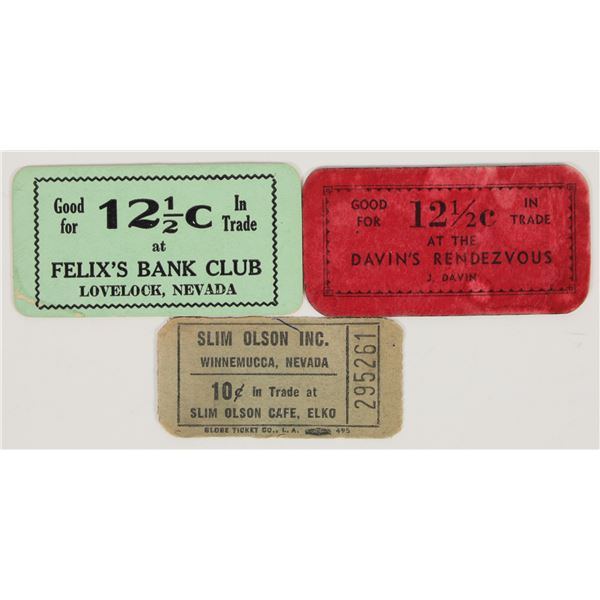 Good for 12½c In Trade
at
FELIX'S BANK CLUB
LOVELOCK, NEVADA
GOOD FOR 12½c IN TRADE
AT THE
DAVIN'S RENDEZVOUS
J. DAVIN
SLIM OLSON INC.
WINNEMUCCA, NEVADA
10¢ in Trade at
SLIM OLSON CAFE, ELKO
295261
GLOBE TICKET CO., L. A. 495